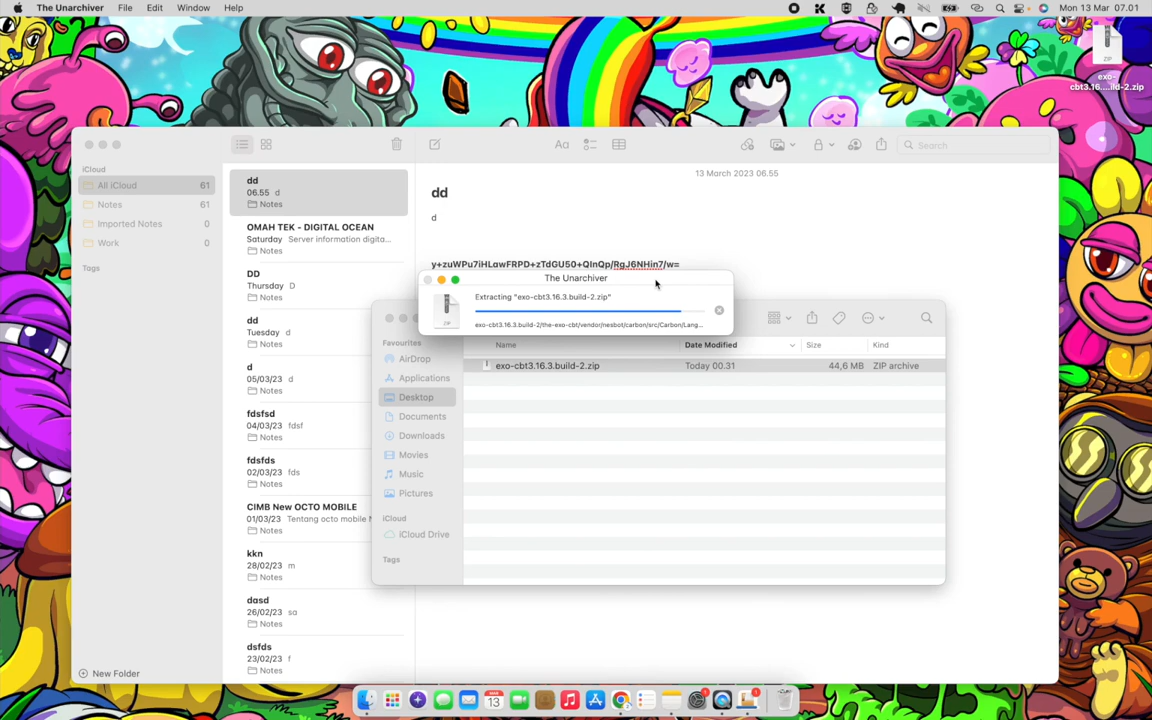 The Unarchiver File Edit Window Help
Mon 13 Mar 07.01
ZIP
exo-
cbt3.16....ild-2.zip
Search
iCloud
All iCloud 61
Notes 61
Imported Notes 0
Work 0
Tags
New Folder
dd
06.55 d
Notes
OMAH TEK - DIGITAL OCEAN
Saturday Server information digita...
Notes
DD
Thursday D
Notes
dd
Tuesday d
Notes
d
05/03/23 d
Notes
fdsfsd
04/03/23 fdsf
Notes
fdsfds
02/03/23 fds
Notes
CIMB New OCTO MOBILE
01/03/23 Tentang octo mobile
Notes
kkn
28/02/23 m
Notes
dasd
26/02/23 sa
Notes
dsfds
23/02/23 f
Notes
13 March 2023 06.55
dd
d
y+zuWPu7iHLawFRPD+zTdGU50+QInQp/RgJ6NHin7/w=
The Unarchiver
Extracting "exo-cbt3.16.3.build-2.zip"
ZIP
exo-cbt3.16.3.build-2/the-exo-cbt/vendor/nesbot/carbon/src/Carbon/Lang...
Favourites
AirDrop
Applications
Desktop
Documents
Downloads
Movies
Music
Pictures
iCloud
iCloud Drive
Tags
Name Date Modified Size Kind
exo-cbt3.16.3.build-2.zip Today 00.31 44,6 MB ZIP archive
MAR
13